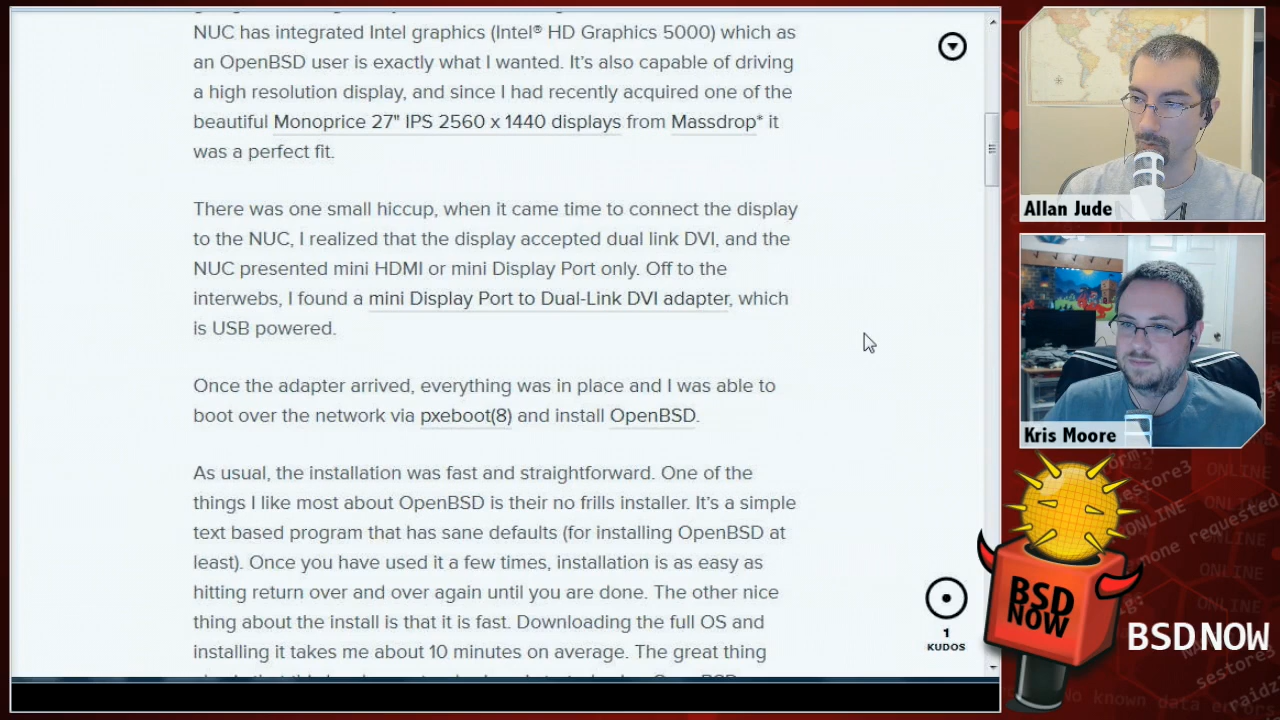 NUC has integrated Intel graphics (Intel® HD Graphics 5000) which as
an OpenBSD user is exactly what I wanted. It’s also capable of driving
a high resolution display, and since I had recently acquired one of the
beautiful Monoprice 27" IPS 2560 x 1440 displays from Massdrop* it
was a perfect fit.
There was one small hiccup, when it came time to connect the display
to the NUC, I realized that the display accepted dual link DVI, and the
NUC presented mini HDMI or mini Display Port only. Off to the
interwebs, I found a mini Display Port to Dual-Link DVI adapter, which
is USB powered.
Once the adapter arrived, everything was in place and I was able to
boot over the network via pxeboot(8) and install OpenBSD.
As usual, the installation was fast and straightforward. One of the
things I like most about OpenBSD is their no frills installer. It’s a simple
text based program that has sane defaults (for installing OpenBSD at
least). Once you have used it a few times, installation is as easy as
hitting return over and over again until you are done. The other nice
thing about the install is that it is fast. Downloading the full OS and
installing it takes me about 10 minutes on average. The great thing
1
KUDOS
Allan Jude
Kris Moore
BSD
NOW
BSDNOW
ONLINE
ONLINE
ONLINE
ONLINE
ONLINE
none requested
No known data errors